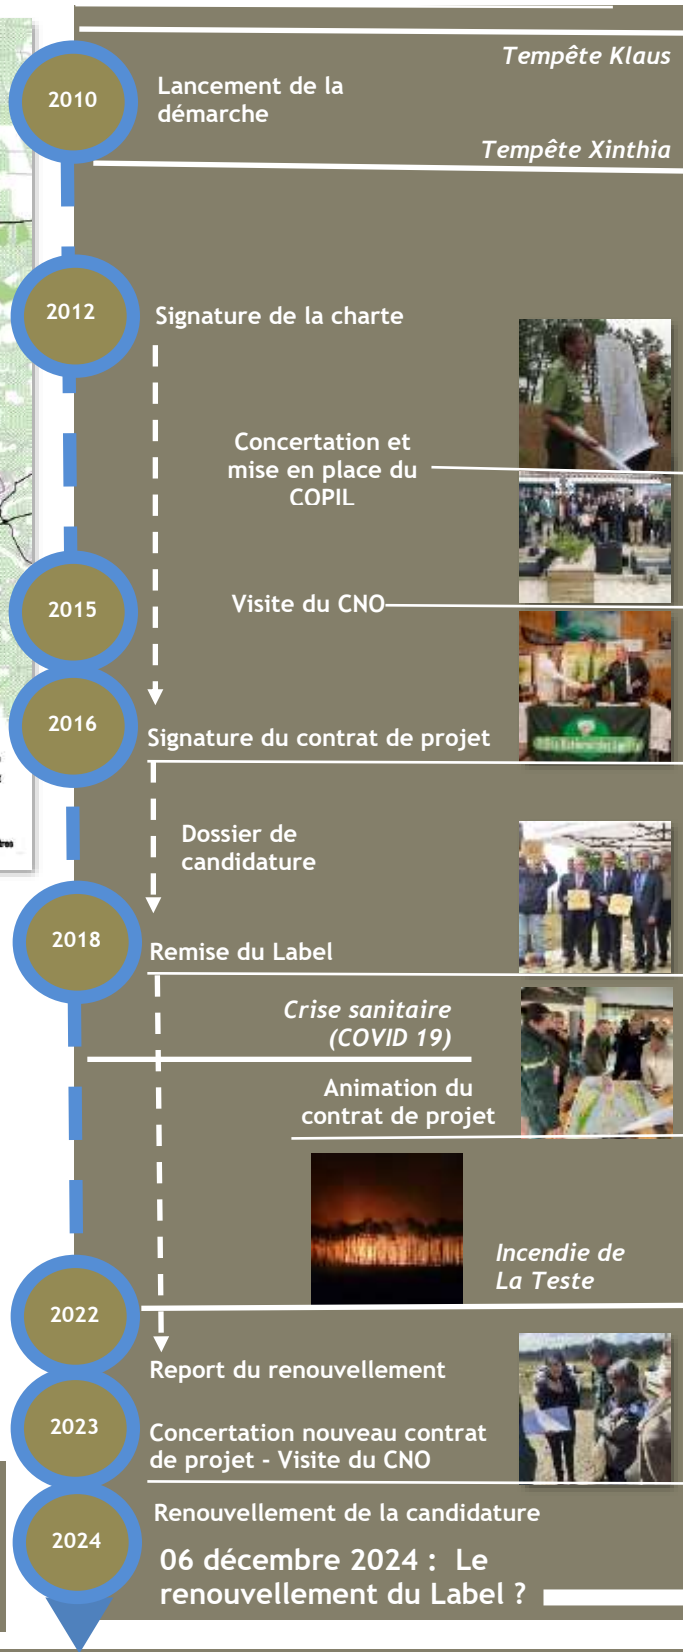 Tempête Klaus
2010
Lancement de la
démarche
Tempête Xinthia
2012
Signature de la charte
Concertation et
mise en place du
COPIL
2015
Visite du CNO
2016
Signature du contrat de projet
Dossier de
candidature
2018
Remise du Label
Crise sanitaire
(COVID 19)
Animation du
contrat de projet
Incendie de
La Teste
2022
Report du renouvellement
2023
Concertation nouveau contrat
de projet - Visite du CNO
Renouvellement de la candidature
2024
06 décembre 2024 : Le
renouvellement du Label ?